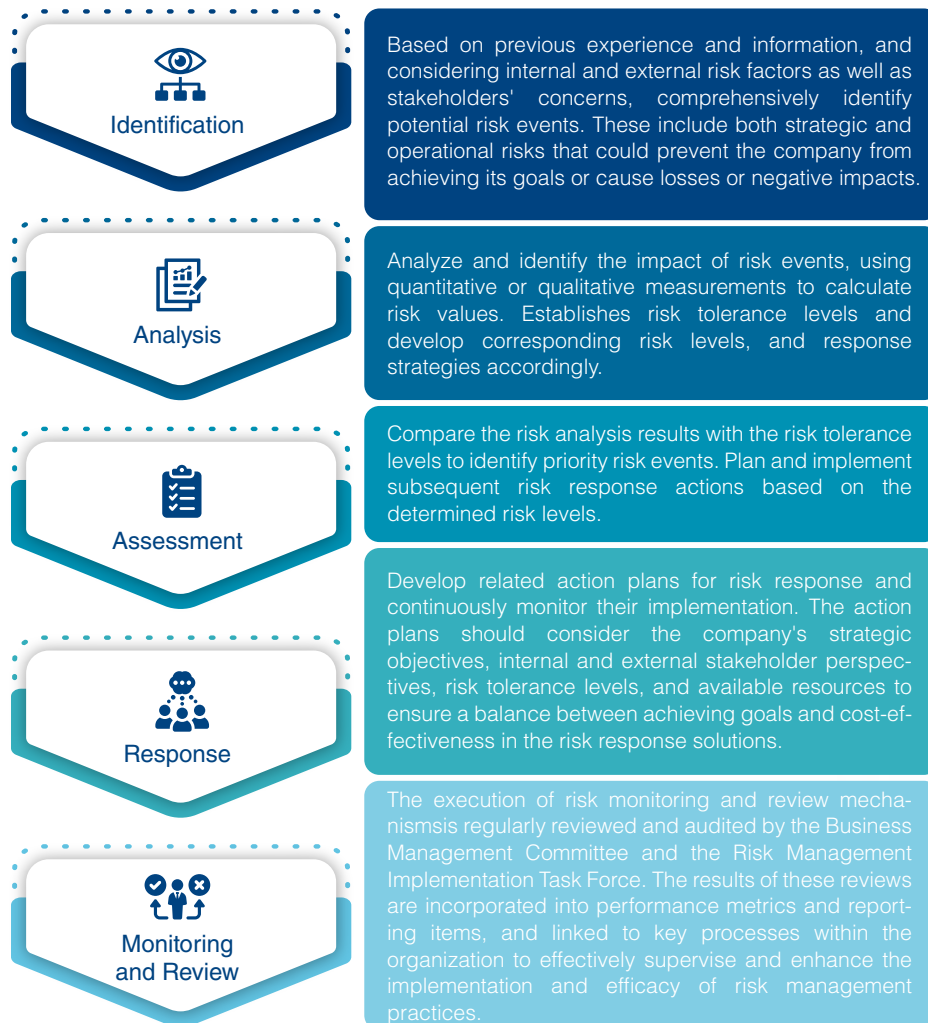 Identification
Based on previous experience and information, and
considering internal and external risk factors as well as
stakeholders' concerns, comprehensively identify
potential risk events. These include both strategic and
operational risks that could prevent the company from
achieving its goals or cause losses or negative impacts.
Analysis
Analyze and identify the impact of risk events, using
quantitative or qualitative measurements to calculate
risk values. Establishes risk tolerance levels and
develop corresponding risk levels, and response
strategies accordingly.
Assessment
Compare the risk analysis results with the risk tolerance
levels to identify priority risk events. Plan and implement
subsequent risk response actions based on the
determined risk levels.
Response
Develop related action plans for risk response and
continuously monitor their implementation. The action
plans should consider the company's strategic
objectives, internal and external stakeholder perspec-
tives, risk tolerance levels, and available resources to
ensure a balance between achieving goals and cost-ef-
fectiveness in the risk response solutions.
Monitoring
and Review
The execution of risk monitoring and review mecha-
nismsis regularly reviewed and audited by the Business
Management Committee and the Risk Management
Implementation Task Force. The results of these reviews
are incorporated into performance metrics and report-
ing items, and linked to key processes within the
organization to effectively supervise and enhance the
implementation and efficacy of risk management
practices.